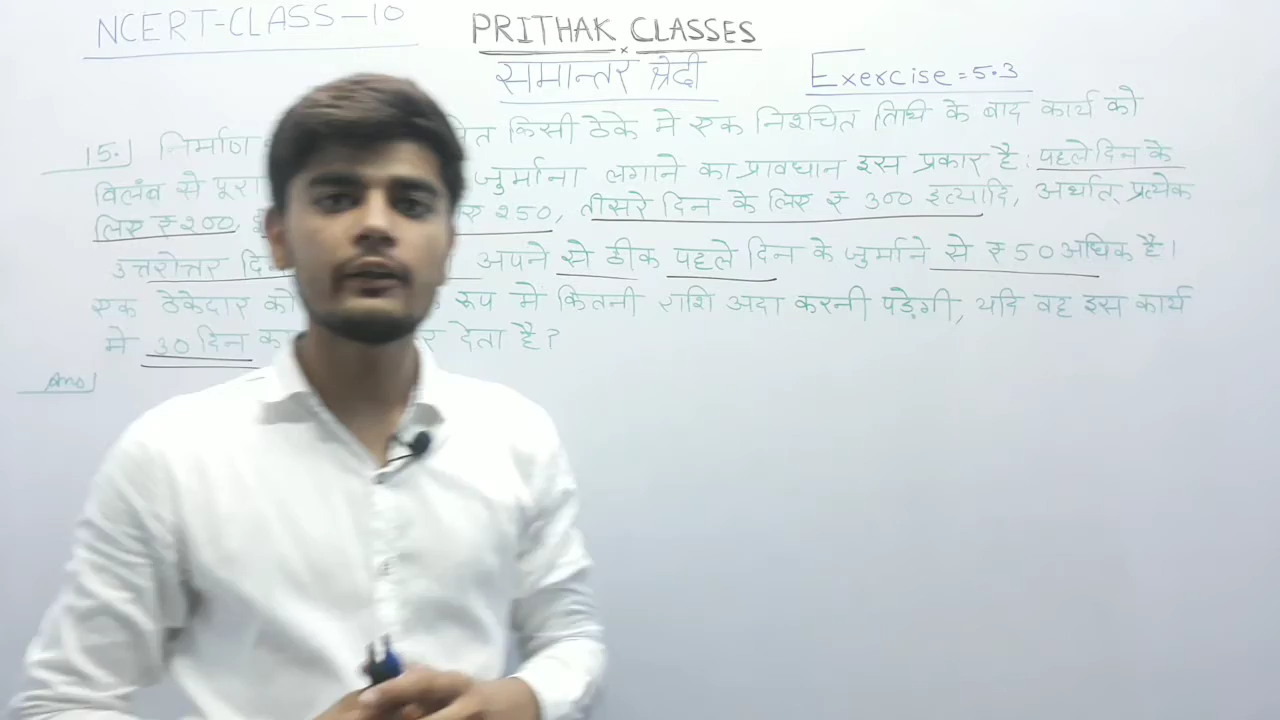 NCERT-CLASS-10
PRITHAK CLASSES
समान्तर श्रेढी
Exercise = 5.3
15. निर्माण किसी ठेके मे एक निश्चित तिथि के बाद कार्य को
विलंब से पूरा जुर्माना लगाने का प्रावधान इस प्रकार है: पहले दिन के
लिए ₹200, 250, तीसरे दिन के लिए ₹ 300 इत्यादि, अर्थात् प्रत्येक
उत्तरोत्तर दिन अपने से ठीक पहले दिन के जुर्माने से ₹50 अधिक है।
एक ठेकेदार को रूप मे कितनी राशि अदा करनी पड़ेगी, यदि वह इस कार्य
मे 30 दिन का देता है?
Ans